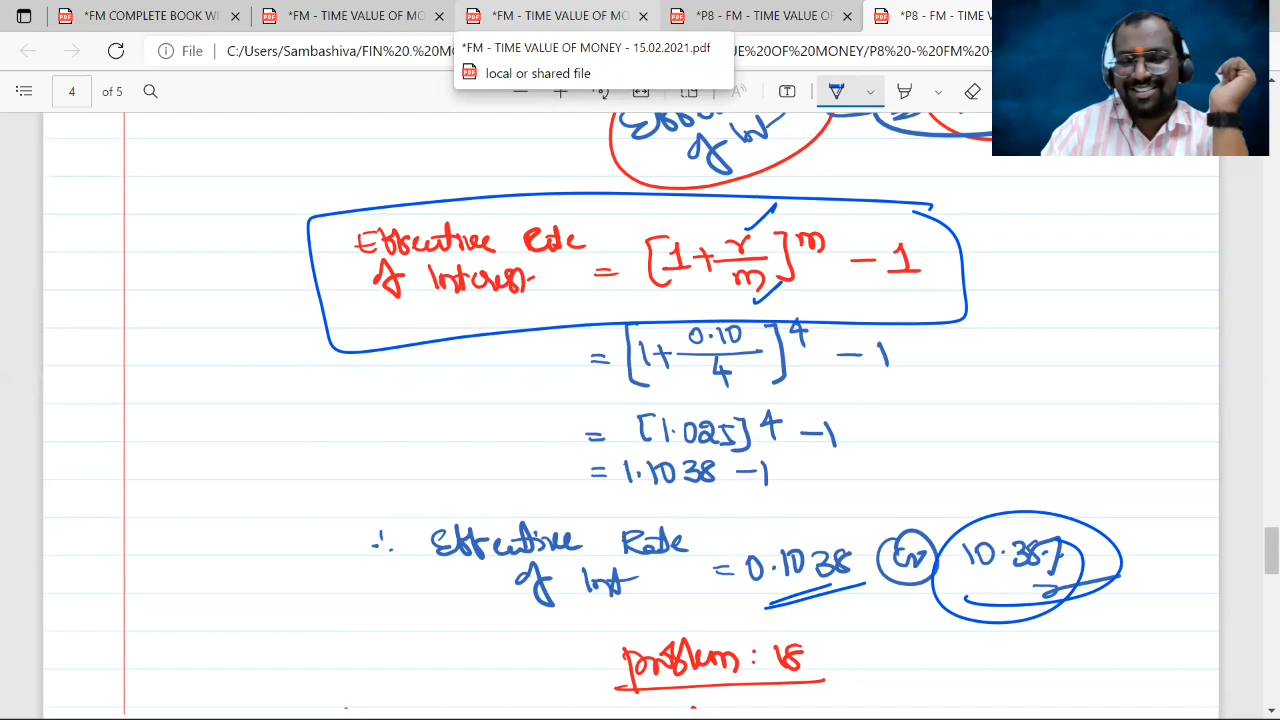 *FM COMPLETE BOOK WI
*FM - TIME VALUE OF MO
*FM - TIME VALUE OF MO
*P8 - FM - TIME VALUE OF
*P8 - FM - TIME V
File
C:/Users/Sambashiva/FIN%20.%20M
UE%20OF%20MONEY/P8%20-%20FM%20
*FM - TIME VALUE OF MONEY - 15.02.2021.pdf
local or shared file
4 of 5
of Int
Effective Rate
of Interest = [1+r/m]^m - 1
= [1+0.10/4]^4 - 1
= [1.025]^4 - 1
= 1.1038 - 1
∴ Effective Rate
of Int = 0.1038 10.38%
problem: 18